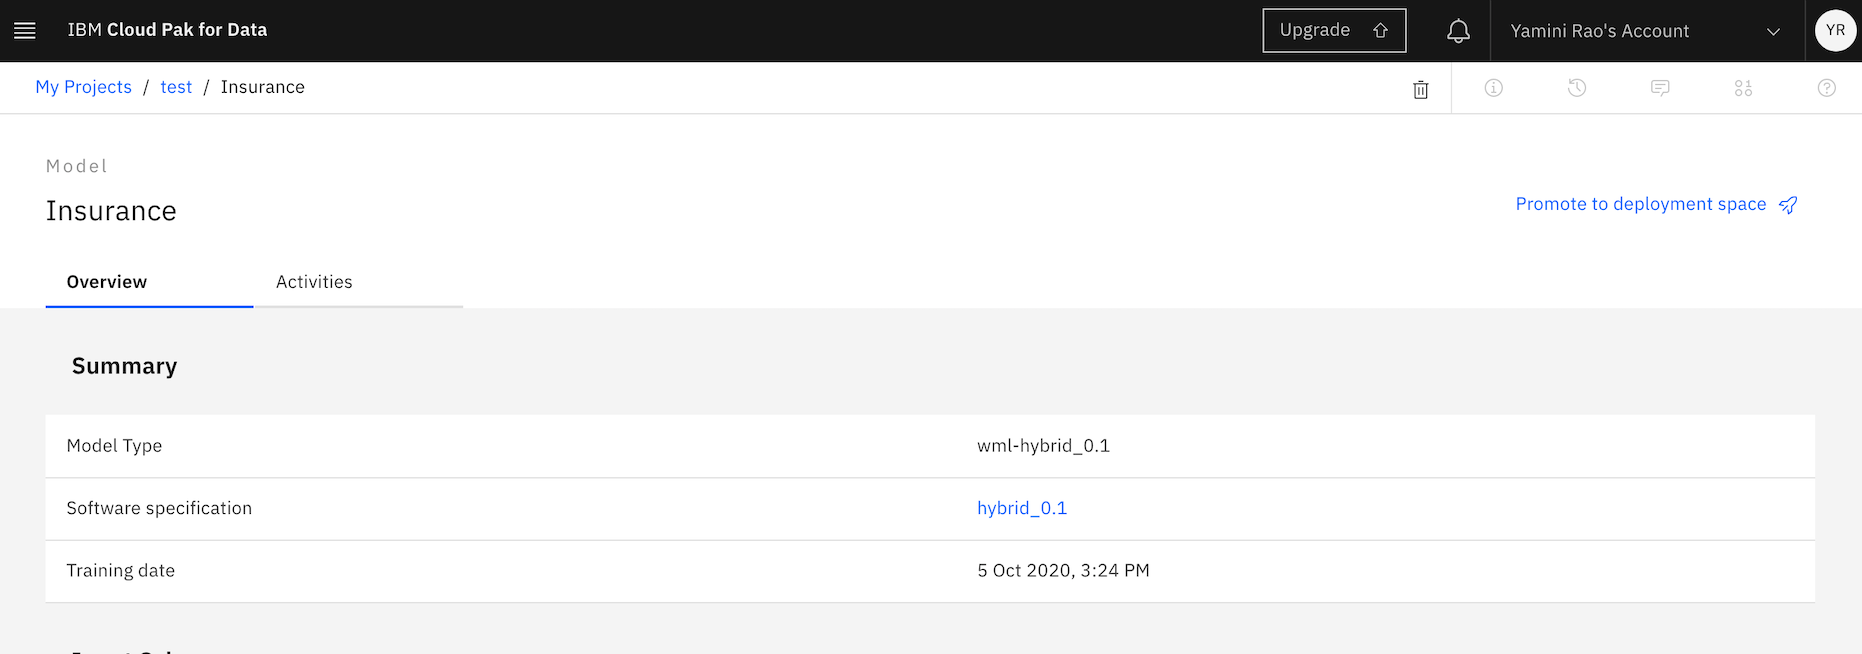 IBM Cloud Pak for Data
Upgrade
Yamini Rao's Account
YR
My Projects / test / Insurance
Model
Insurance
Promote to deployment space
Overview
Activities
Summary
Model Type
wml-hybrid_0.1
Software specification
hybrid_0.1
Training date
5 Oct 2020, 3:24 PM